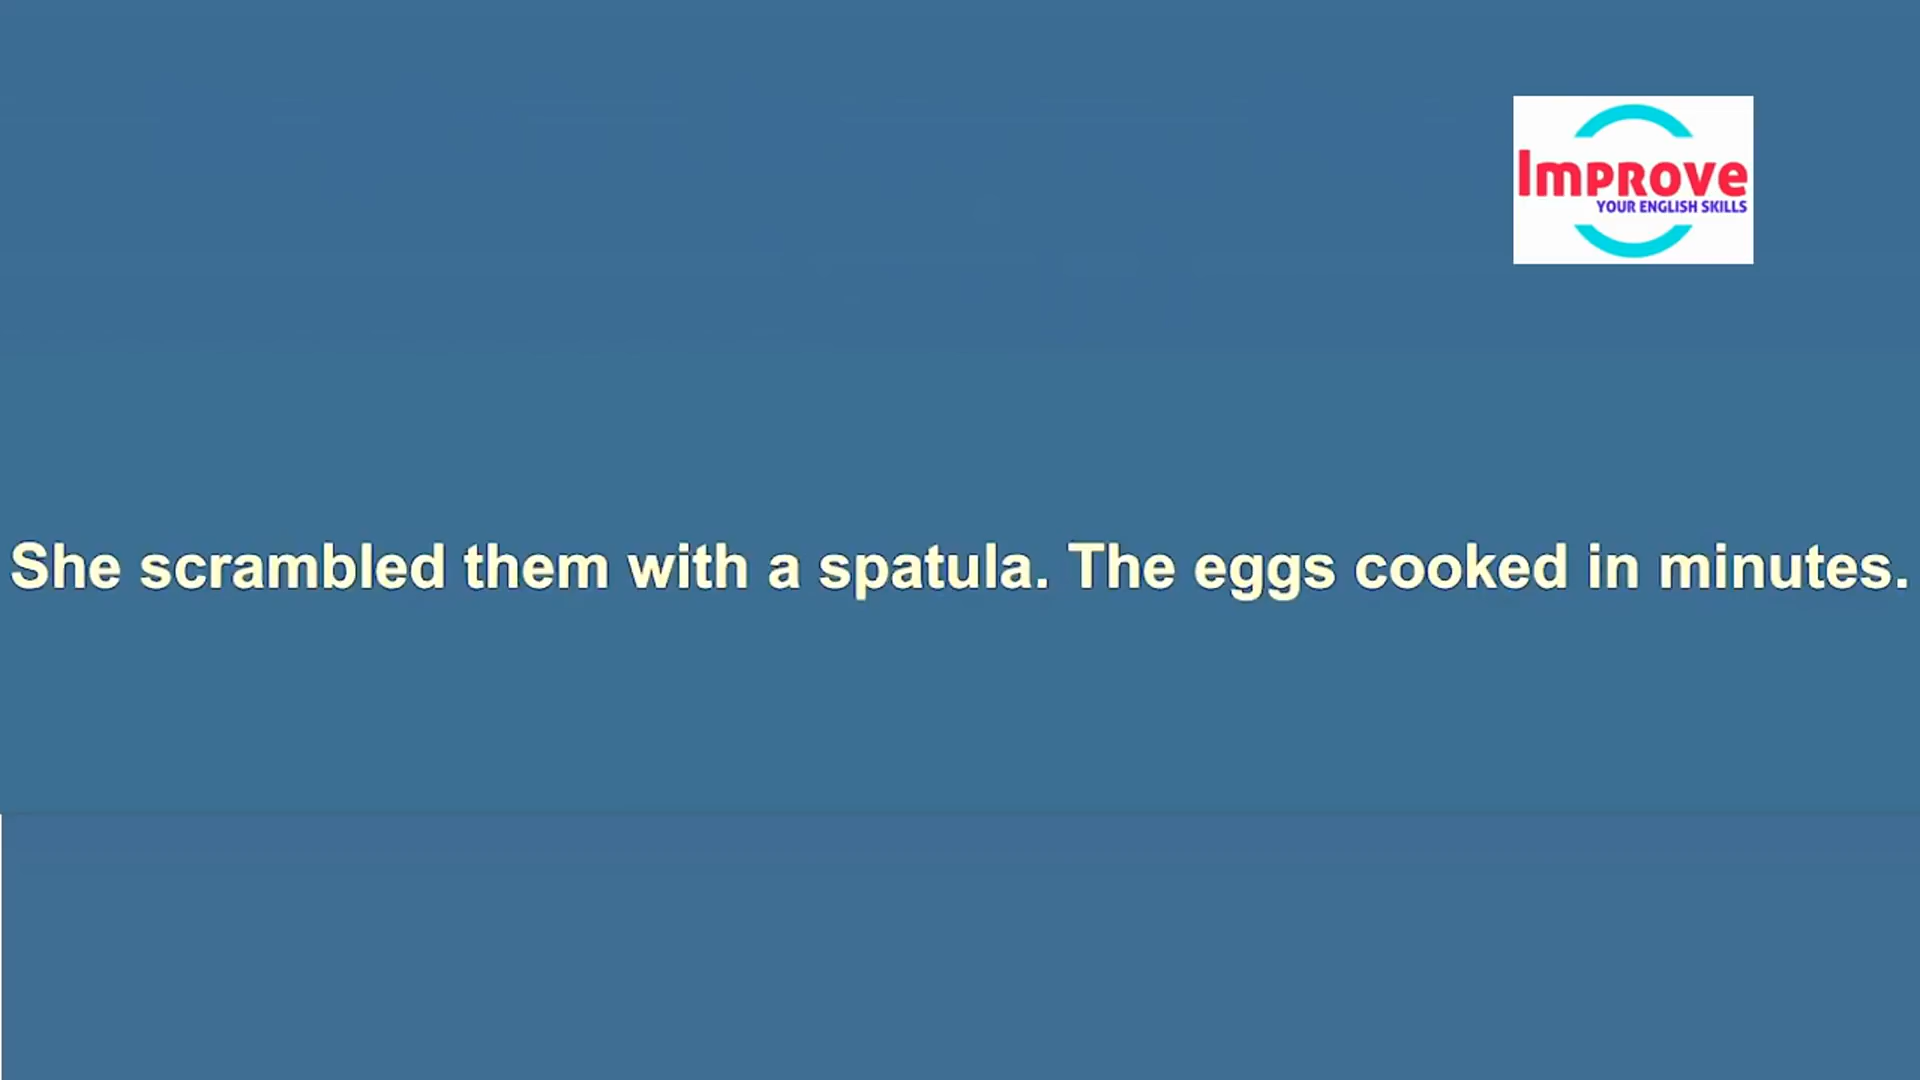 Improve
YOUR ENGLISH SKILLS
She scrambled them with a spatula. The eggs cooked in minutes.